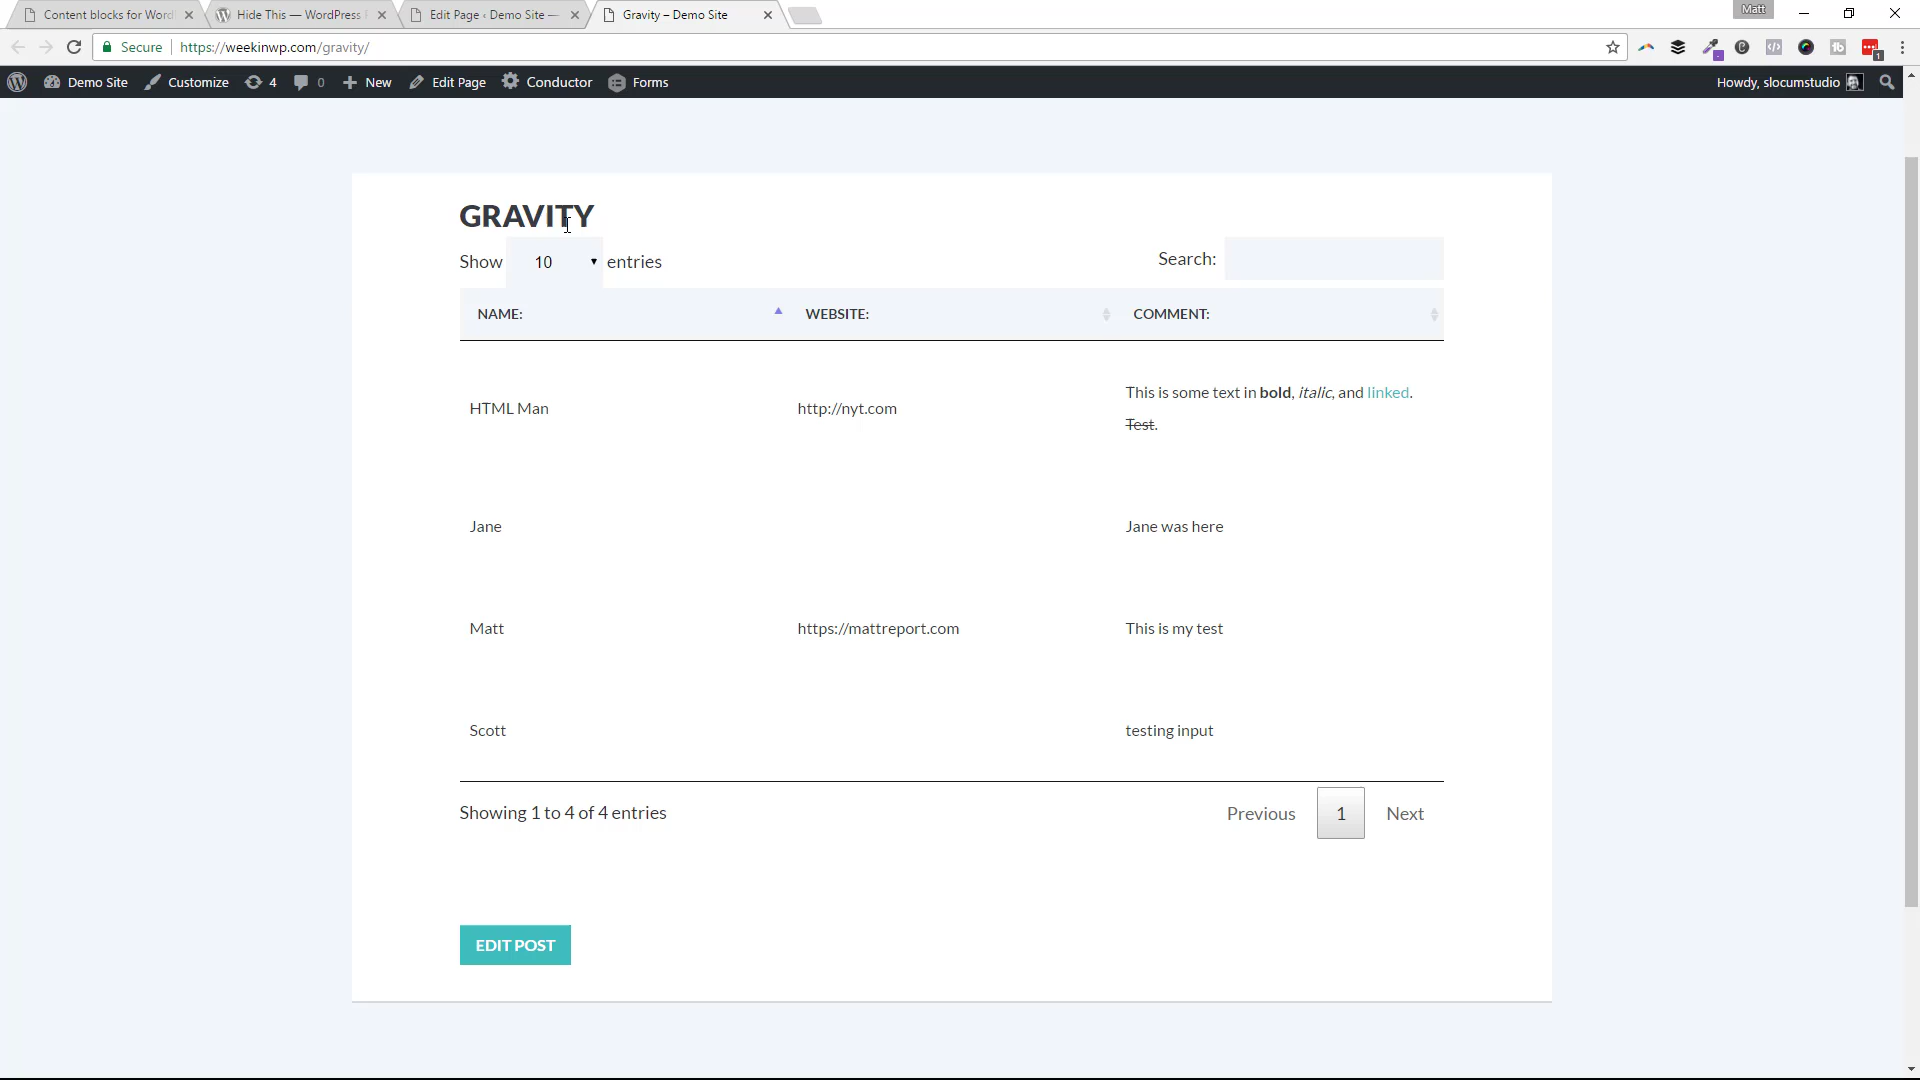 Content blocks for Word
Hide This — WordPress
Edit Page ‹ Demo Site —
Gravity – Demo Site
Matt
Secure
https://weekinwp.com/gravity/
1
Demo Site
Customize
4
0
New
Edit Page
Conductor
Forms
Howdy, slocumstudio
GRAVITY
Show 10 entries
Search:
NAME: WEBSITE: COMMENT:
HTML Man http://nyt.com This is some text in bold, italic, and linked.
Test.
Jane Jane was here
Matt https://mattreport.com This is my test
Scott testing input
Showing 1 to 4 of 4 entries
Previous 1 Next
EDIT POST